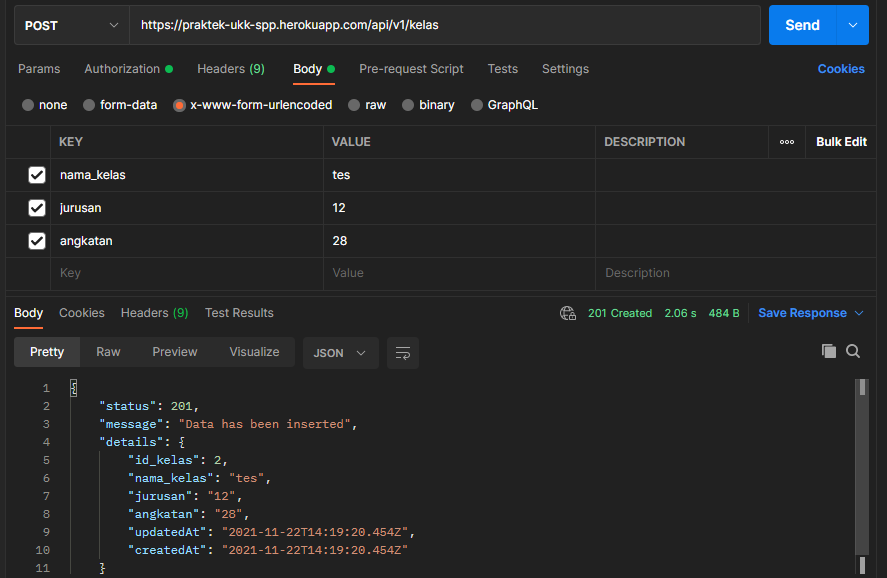 POST https://praktek-ukk-spp.herokuapp.com/api/v1/kelas Send
Params Authorization Headers (9) Body Pre-request Script Tests Settings Cookies
none form-data x-www-form-urlencoded raw binary GraphQL
KEY VALUE DESCRIPTION ooo Bulk Edit
nama_kelas tes
jurusan 12
angkatan 28
Key Value Description
Body Cookies Headers (9) Test Results 201 Created 2.06 s 484 B Save Response
Pretty Raw Preview Visualize JSON
1 {
2 "status": 201,
3 "message": "Data has been inserted",
4 "details": {
5 "id_kelas": 2,
6 "nama_kelas": "tes",
7 "jurusan": "12",
8 "angkatan": "28",
9 "updatedAt": "2021-11-22T14:19:20.454Z",
10 "createdAt": "2021-11-22T14:19:20.454Z"
11 }